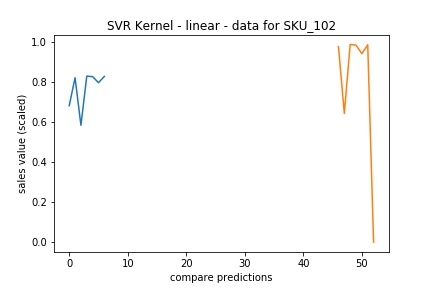 SVR Kernel - linear - data for SKU_102
1.0
0.8
0.6
0.4
0.2
0.0
sales value (scaled)
0 10 20 30 40 50
compare predictions